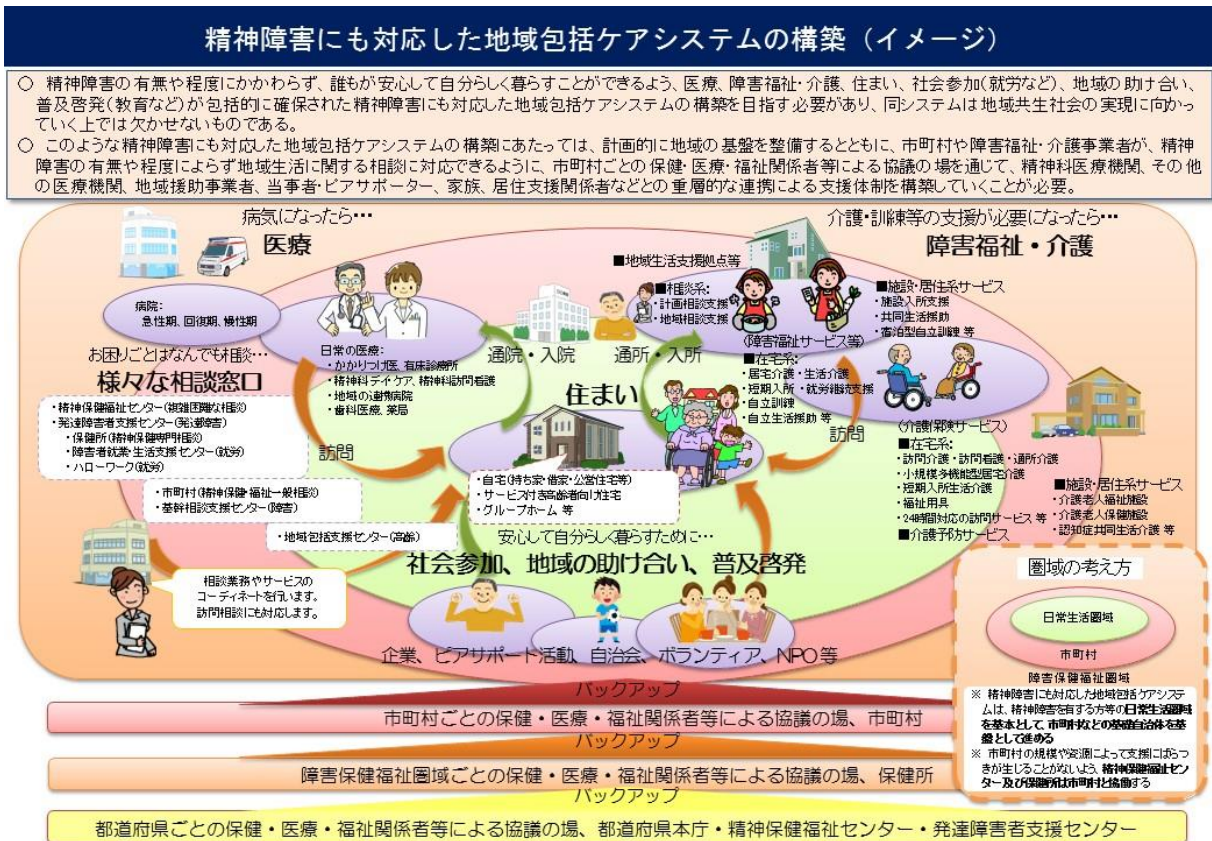 精神障害にも対応した地域包括ケアシステムの構築（イメージ）
○ 精神障害の有無や程度にかかわらず、誰もが安心して自分らしく暮らすことができるよう、医療、障害福祉・介護、住まい、社会参加(就労など)、地域の助け合い、
普及啓発(教育など)が包括的に確保された精神障害にも対応した地域包括ケアシステムの構築を目指す必要があり、同システムは地域共生社会の実現に向かっ
ていく上では欠かせないものである。
○ このような精神障害にも対応した地域包括ケアシステムの構築にあたっては、計画的に地域の基盤を整備するとともに、市町村や障害福祉・介護事業者が、精神
障害の有無や程度によらず地域生活に関する相談に対応できるように、市町村ごとの保健・医療・福祉関係者等による協議の場を通じて、精神科医療機関、その他
の医療機関、地域援助事業者、当事者・ピアサポーター、家族、居住支援関係者などとの重層的な連携による支援体制を構築していくことが必要。
病気になったら…
医療
病院：
急性期、回復期、慢性期
日常の医療：
・かかりつけ医、有床診療所
・精神科デイケア、精神科訪問看護
・地域の連携病院
・歯科医療、薬局
介護・訓練等の支援が必要になったら…
障害福祉・介護
■地域生活支援拠点等
■相談系：
・計画相談支援
・地域相談支援
■施設・居住系サービス
・施設入所支援
・共同生活援助
・宿泊型自立訓練 等
(障害福祉サービス等)
■在宅系：
・居宅介護・生活介護
・短期入所・就労継続支援
・自立訓練
・自立生活援助 等
(介護保険サービス)
■在宅系：
・訪問介護・訪問看護・通所介護
・小規模多機能型居宅介護
・短期入所生活介護
・福祉用具
・24時間対応の訪問サービス 等
■介護予防サービス
■施設・居住系サービス
・介護老人福祉施設
・介護老人保健施設
・認知症共同生活介護 等
通院・入院
通所・入所
訪問
訪問
住まい
・自宅(持ち家・借家・公営住宅等)
・サービス付き高齢者向け住宅
・グループホーム 等
お困りごとはなんでも相談…
様々な相談窓口
・精神保健福祉センター(複雑困難な相談)
・発達障害者支援センター(発達障害)
・保健所(精神保健専門相談)
・障害者就業・生活支援センター(就労)
・ハローワーク(就労)
・市町村(精神保健・福祉一般相談)
・基幹相談支援センター(障害)
・地域包括支援センター(高齢)
相談業務やサービスの
コーディネートを行います。
訪問相談にも対応します。
安心して自分らしく暮らすために…
社会参加、地域の助け合い、普及啓発
企業、ピアサポート活動、自治会、ボランティア、NPO等
圏域の考え方
日常生活圏域
市町村
障害保健福祉圏域
※ 精神障害にも対応した地域包括ケアシステ
ムは、精神障害を有する方等の日常生活圏域
を基本として、市町村などの基礎自治体を基
盤として進める
※ 市町村の規模や資源によって支援にばらつ
きが生じることがないよう、精神保健福祉セン
ター及び保健所は市町村と協働する
バックアップ
市町村ごとの保健・医療・福祉関係者等による協議の場、市町村
バックアップ
障害保健福祉圏域ごとの保健・医療・福祉関係者等による協議の場、保健所
バックアップ
都道府県ごとの保健・医療・福祉関係者等による協議の場、都道府県本庁・精神保健福祉センター・発達障害者支援センター